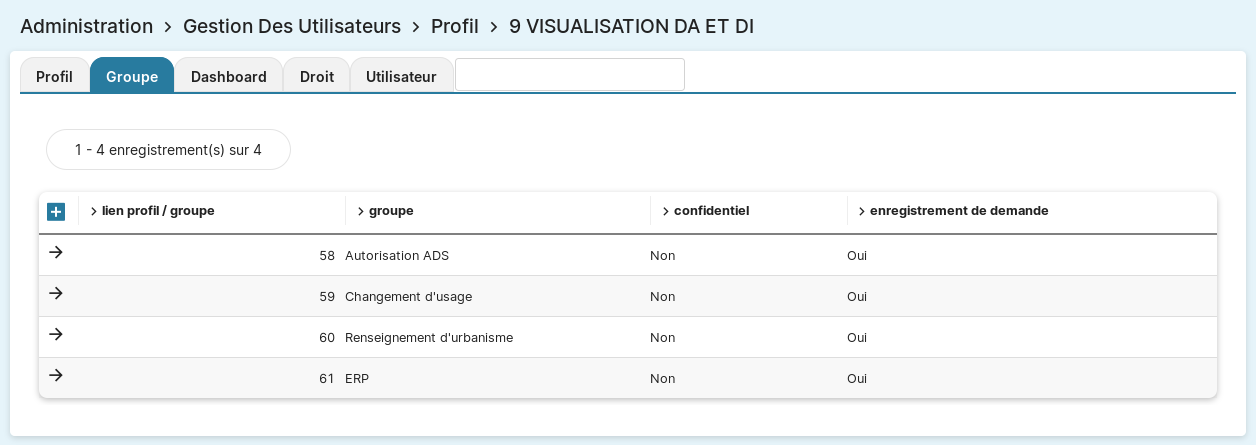 Administration > Gestion Des Utilisateurs > Profil > 9 VISUALISATION DA ET DI
Profil Groupe Dashboard Droit Utilisateur
1 - 4 enregistrement(s) sur 4
lien profil / groupe groupe confidentiel enregistrement de demande
58 Autorisation ADS Non Oui
59 Changement d'usage Non Oui
60 Renseignement d'urbanisme Non Oui
61 ERP Non Oui